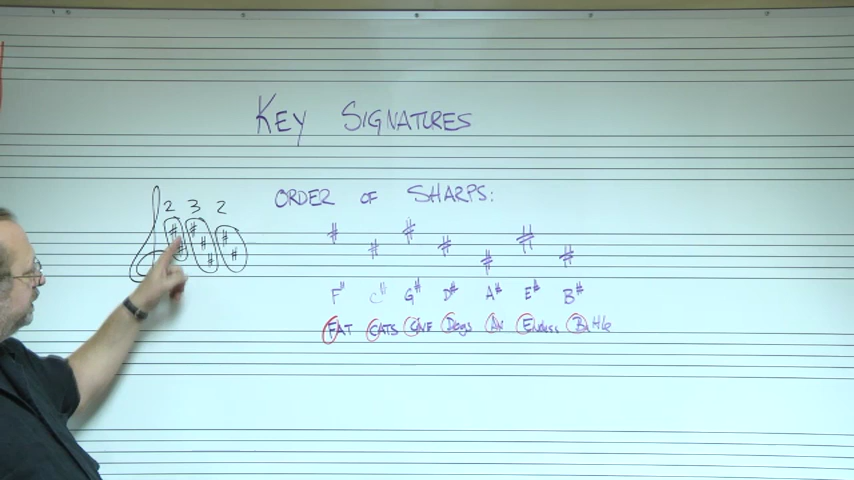 KEY SIGNATURES
2 3 2
ORDER OF SHARPS:
F# C# G# D# A# E# B#
FAT CATS GAVE Dogs An Endless Battle